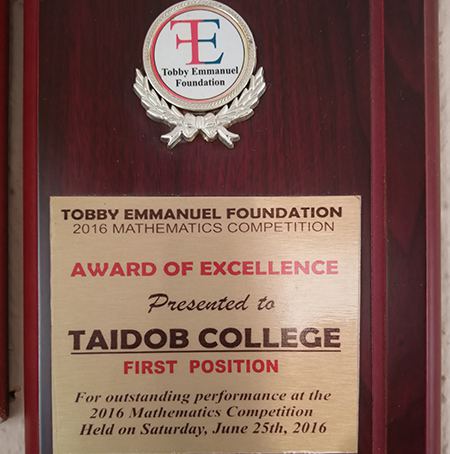 FE
Tobby Emmanuel
Foundation
TOBBY EMMANUEL FOUNDATION
2016 MATHEMATICS COMPETITION
AWARD OF EXCELLENCE
Presented to
TAIDOB COLLEGE
FIRST POSITION
For outstanding performance at the
2016 Mathematics Competition
Held on Saturday, June 25th, 2016